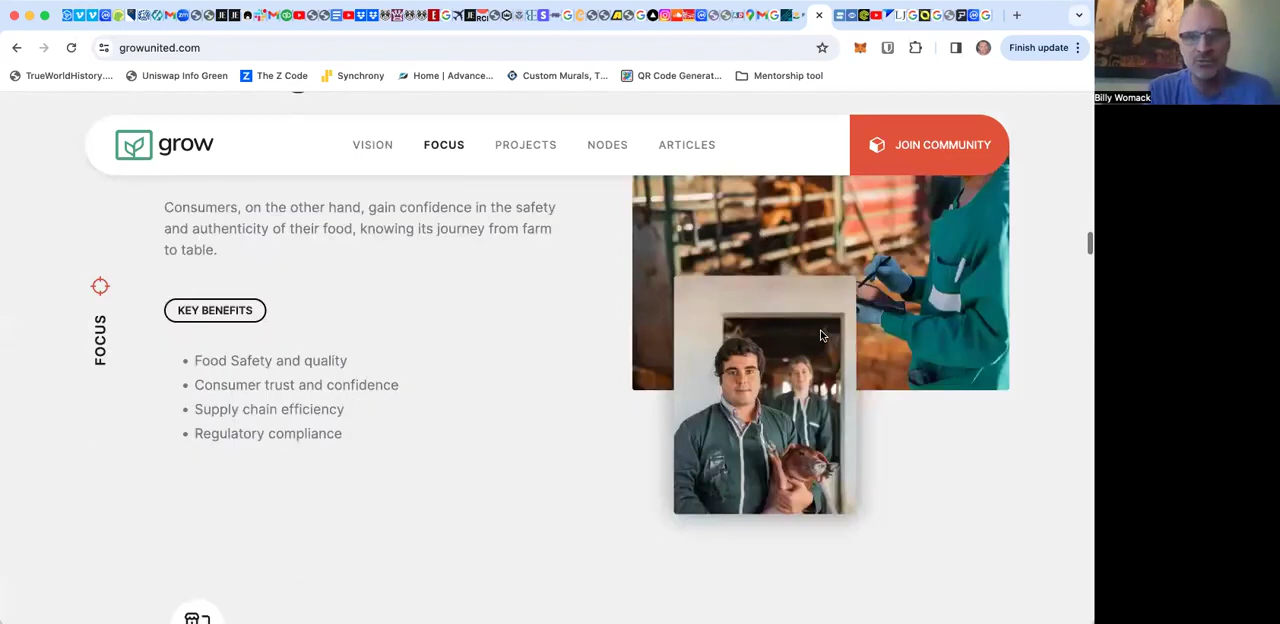 growunited.com
Finish update
TrueWorldHistory....
Uniswap Info Green
The Z Code
Synchrony
Home | Advance...
Custom Murals, T...
QR Code Generat...
Mentorship tool
Billy Womack
grow
VISION
FOCUS
PROJECTS
NODES
ARTICLES
JOIN COMMUNITY
Consumers, on the other hand, gain confidence in the safety
and authenticity of their food, knowing its journey from farm
to table.
FOCUS
KEY BENEFITS
• Food Safety and quality
• Consumer trust and confidence
• Supply chain efficiency
• Regulatory compliance